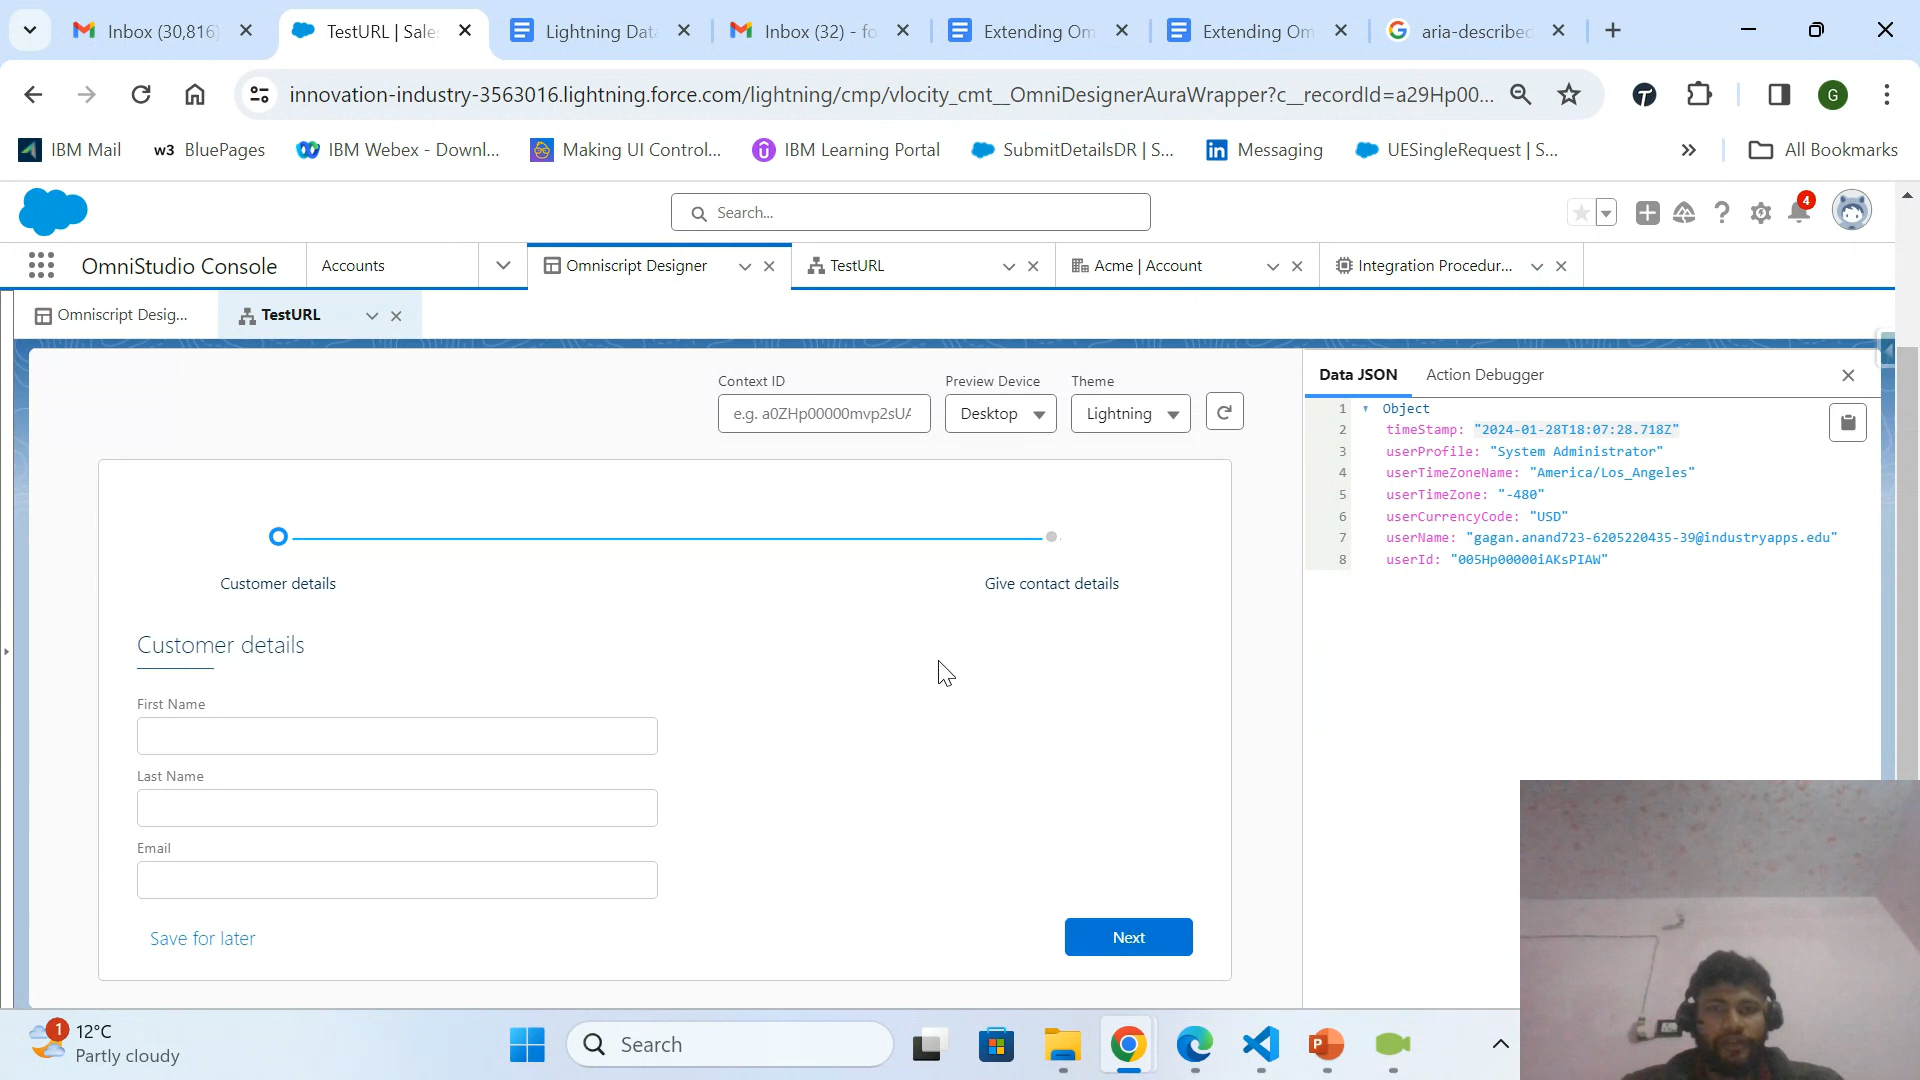 Inbox (30,816)
TestURL | Sale
Lightning Data
Inbox (32) - fo
Extending Om
Extending Om
aria-described
innovation-industry-3563016.lightning.force.com/lightning/cmp/vlocity_cmt__OmniDesignerAuraWrapper?c__recordId=a29Hp00...
G
IBM Mail
w3 BluePages
IBM Webex - Downl...
Making UI Control...
IBM Learning Portal
SubmitDetailsDR | S...
Messaging
UESingleRequest | S...
All Bookmarks
Search...
4
OmniStudio Console
Accounts
Omniscript Designer
TestURL
Acme | Account
Integration Procedur...
Omniscript Desig...
TestURL
Context ID
Preview Device
Theme
e.g. a0ZHp00000mvp2sUA
Desktop
Lightning
Data JSON
Action Debugger
1 Object
2 timeStamp: "2024-01-28T18:07:28.718Z"
3 userProfile: "System Administrator"
4 userTimeZoneName: "America/Los_Angeles"
5 userTimeZone: "-480"
6 userCurrencyCode: "USD"
7 userName: "gagan.anand723-6205220435-39@industryapps.edu"
8 userId: "005Hp00000iAKsPIAW"
Customer details
Give contact details
Customer details
First Name
Last Name
Email
Save for later
Next
1
12°C
Partly cloudy
Search